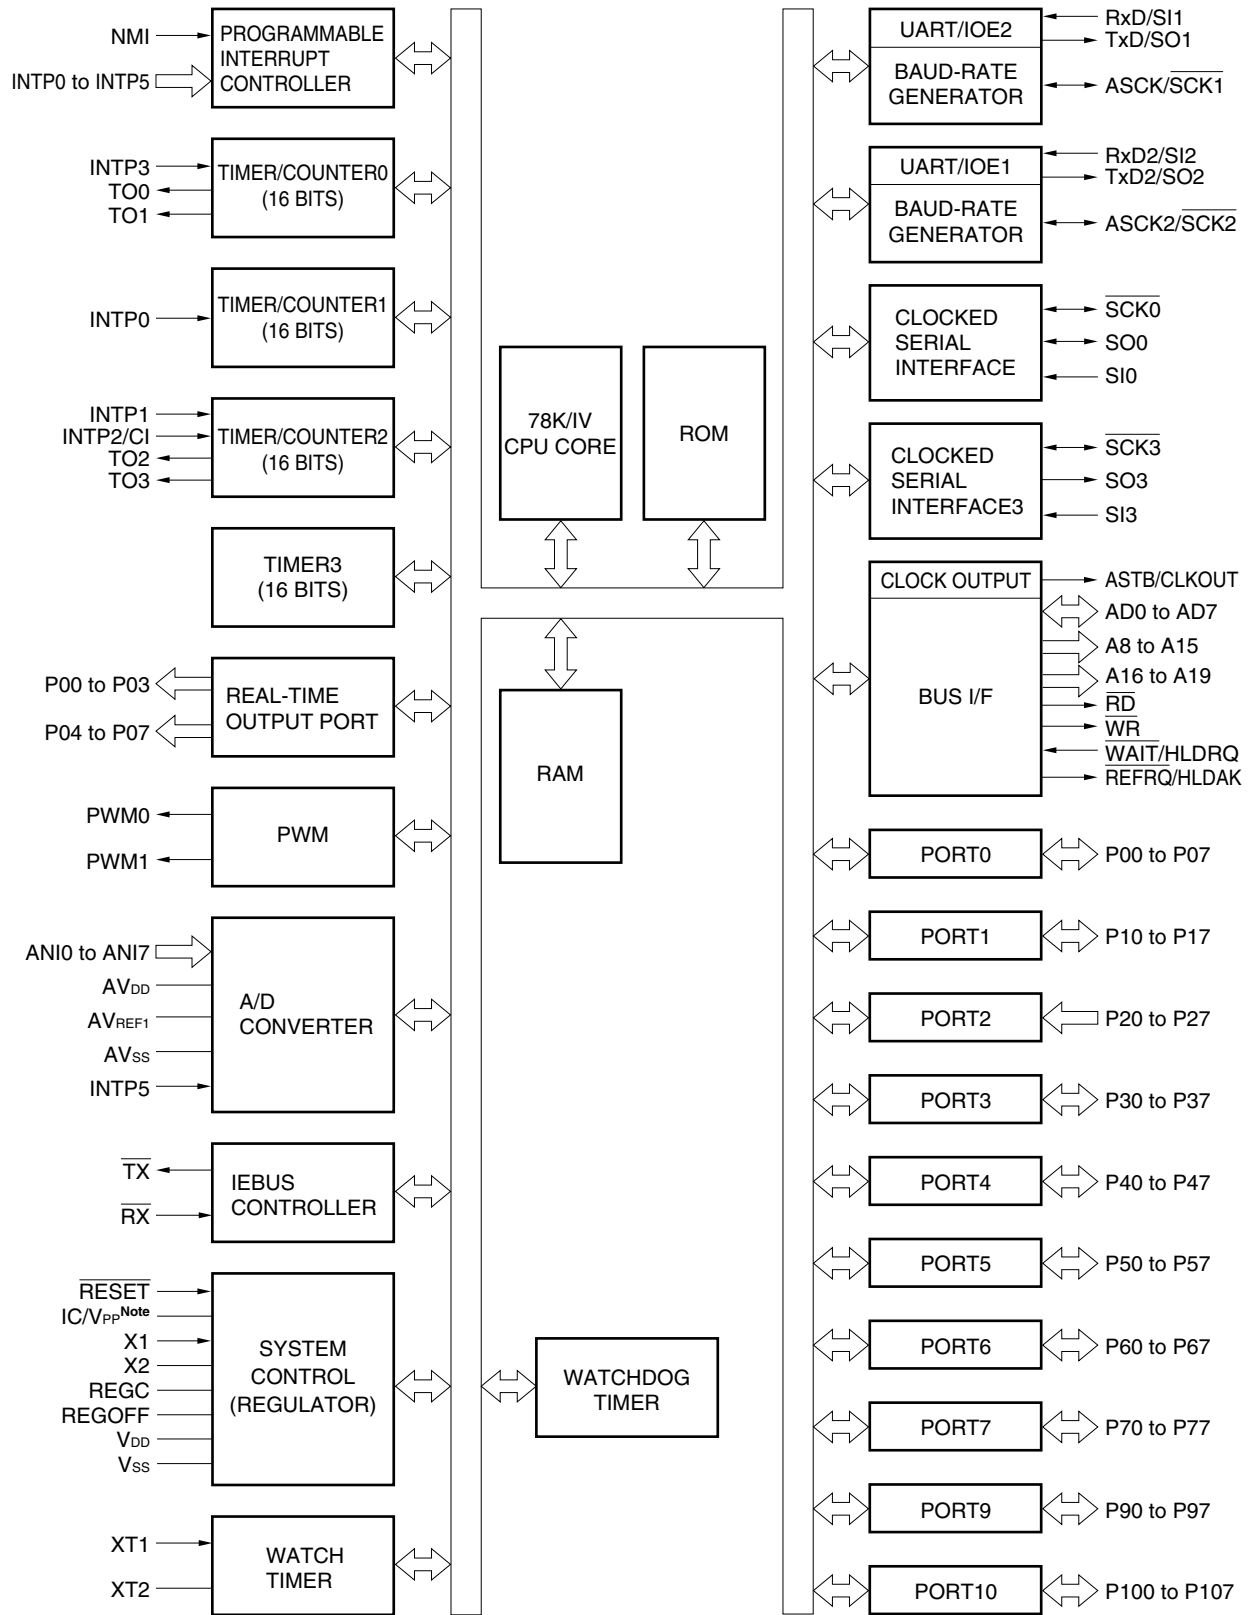 NMI
INTP0 to INTP5
PROGRAMMABLE
INTERRUPT
CONTROLLER
INTP3
TO0
TO1
TIMER/COUNTER0
(16 BITS)
INTP0
TIMER/COUNTER1
(16 BITS)
INTP1
INTP2/CI
TO2
TO3
TIMER/COUNTER2
(16 BITS)
TIMER3
(16 BITS)
P00 to P03
P04 to P07
REAL-TIME
OUTPUT PORT
PWM0
PWM1
PWM
ANI0 to ANI7
AVDD
AVREF1
AVSS
INTP5
A/D
CONVERTER
TX
RX
IEBUS
CONTROLLER
RESET
IC/VPPNote
X1
X2
REGC
REGOFF
VDD
VSS
SYSTEM
CONTROL
(REGULATOR)
XT1
XT2
WATCH
TIMER
78K/IV
CPU CORE
ROM
RAM
WATCHDOG
TIMER
UART/IOE2
BAUD-RATE
GENERATOR
RxD/SI1
TxD/SO1
ASCK/SCK1
UART/IOE1
BAUD-RATE
GENERATOR
RxD2/SI2
TxD2/SO2
ASCK2/SCK2
CLOCKED
SERIAL
INTERFACE
SCK0
SO0
SI0
CLOCKED
SERIAL
INTERFACE3
SCK3
SO3
SI3
CLOCK OUTPUT
BUS I/F
ASTB/CLKOUT
AD0 to AD7
A8 to A15
A16 to A19
RD
WR
WAIT/HLDRQ
REFRQ/HLDAK
PORT0
P00 to P07
PORT1
P10 to P17
PORT2
P20 to P27
PORT3
P30 to P37
PORT4
P40 to P47
PORT5
P50 to P57
PORT6
P60 to P67
PORT7
P70 to P77
PORT9
P90 to P97
PORT10
P100 to P107